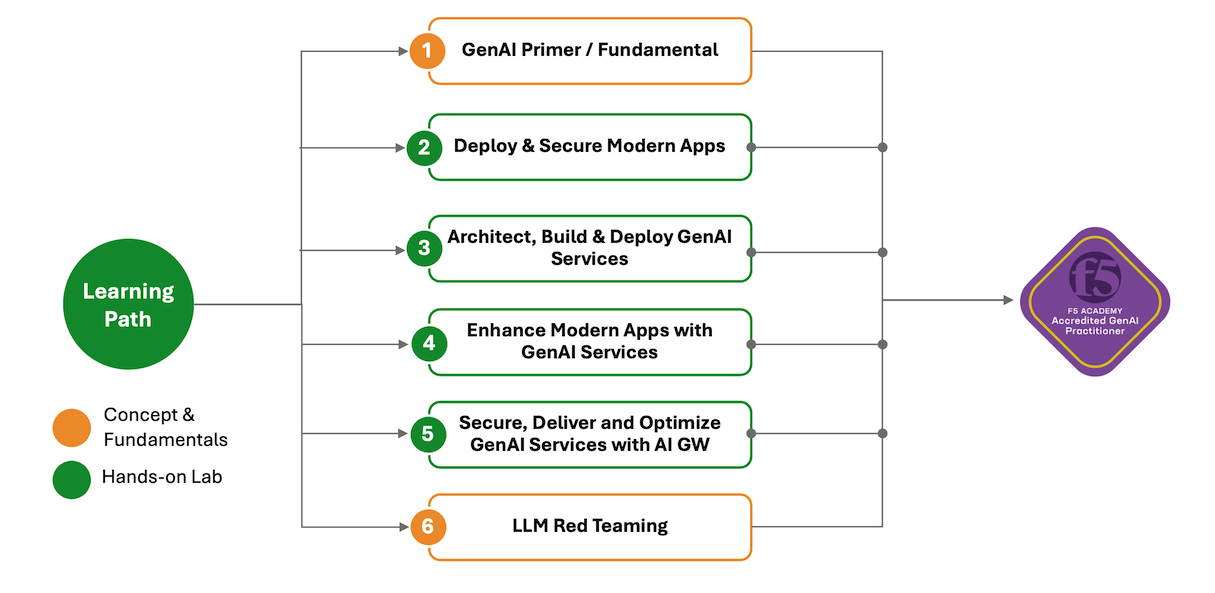 1
GenAI Primer / Fundamental
2
Deploy & Secure Modern Apps
3
Architect, Build & Deploy GenAI
Services
Learning
Path
4
Enhance Modern Apps with
GenAI Services
5
Secure, Deliver and Optimize
GenAI Services with AI GW
6
LLM Red Teaming
Concept &
Fundamentals
Hands-on Lab
f5
F5 ACADEMY
Accredited GenAI
Practitioner